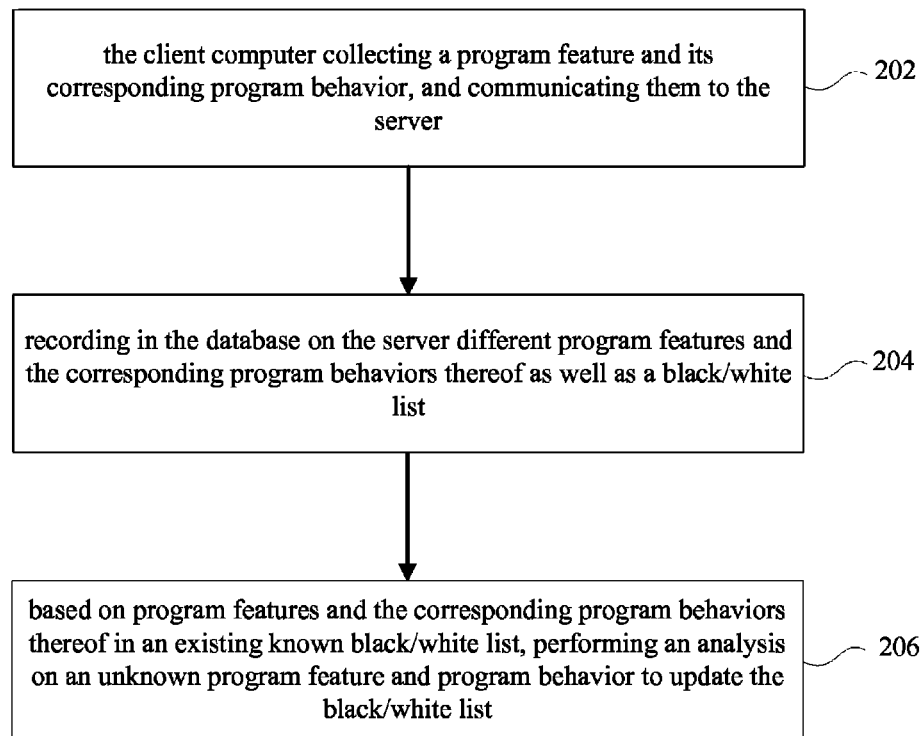 the client computer collecting a program feature and its
corresponding program behavior, and communicating them to the
server
202
recording in the database on the server different program features and
the corresponding program behaviors thereof as well as a black/white
list
204
based on program features and the corresponding program behaviors
thereof in an existing known black/white list, performing an analysis
on an unknown program feature and program behavior to update the
black/white list
206